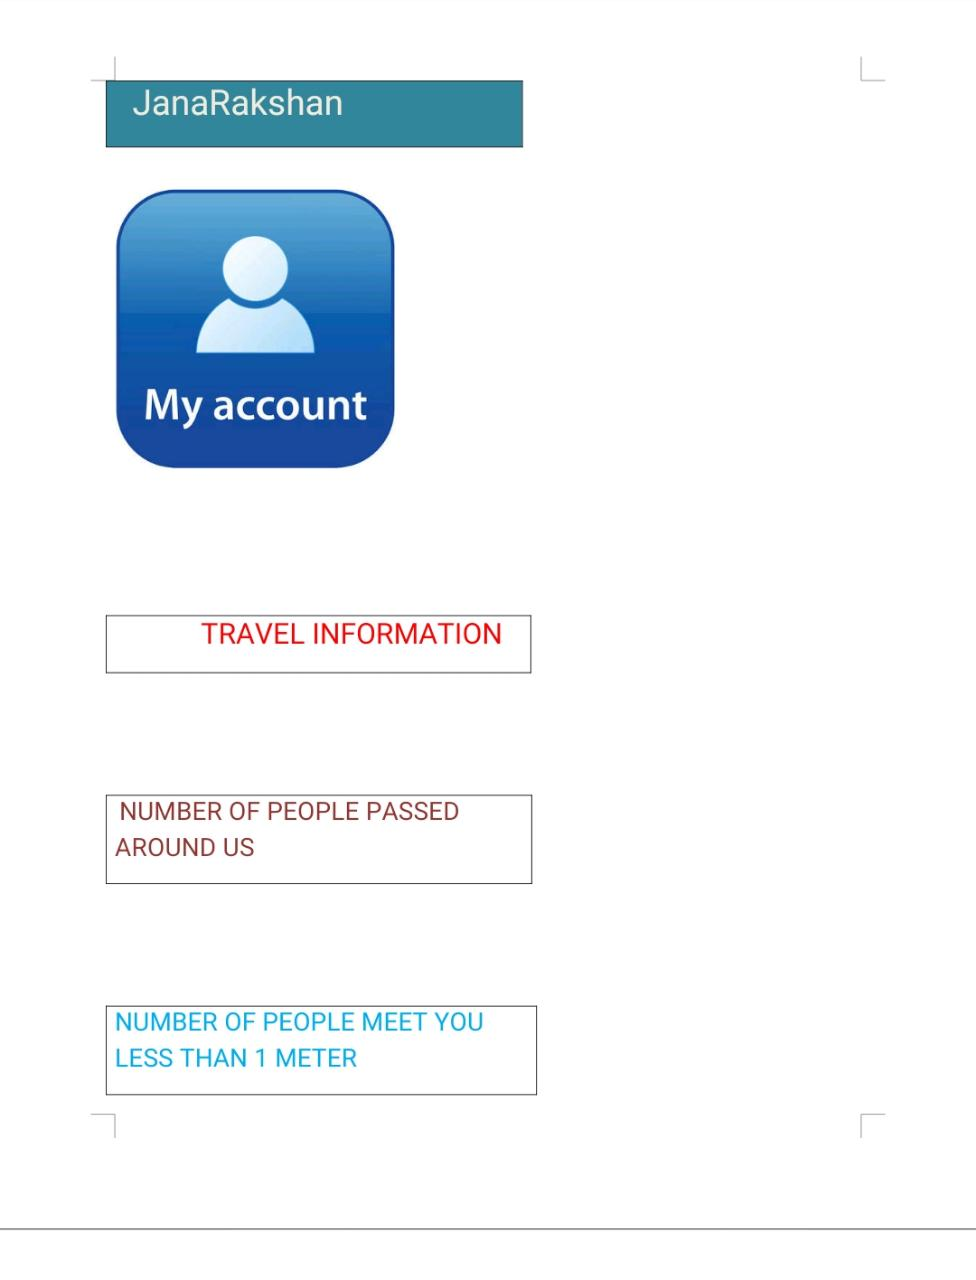 JanaRakshan
My account
TRAVEL INFORMATION
NUMBER OF PEOPLE PASSED
AROUND US
NUMBER OF PEOPLE MEET YOU
LESS THAN 1 METER